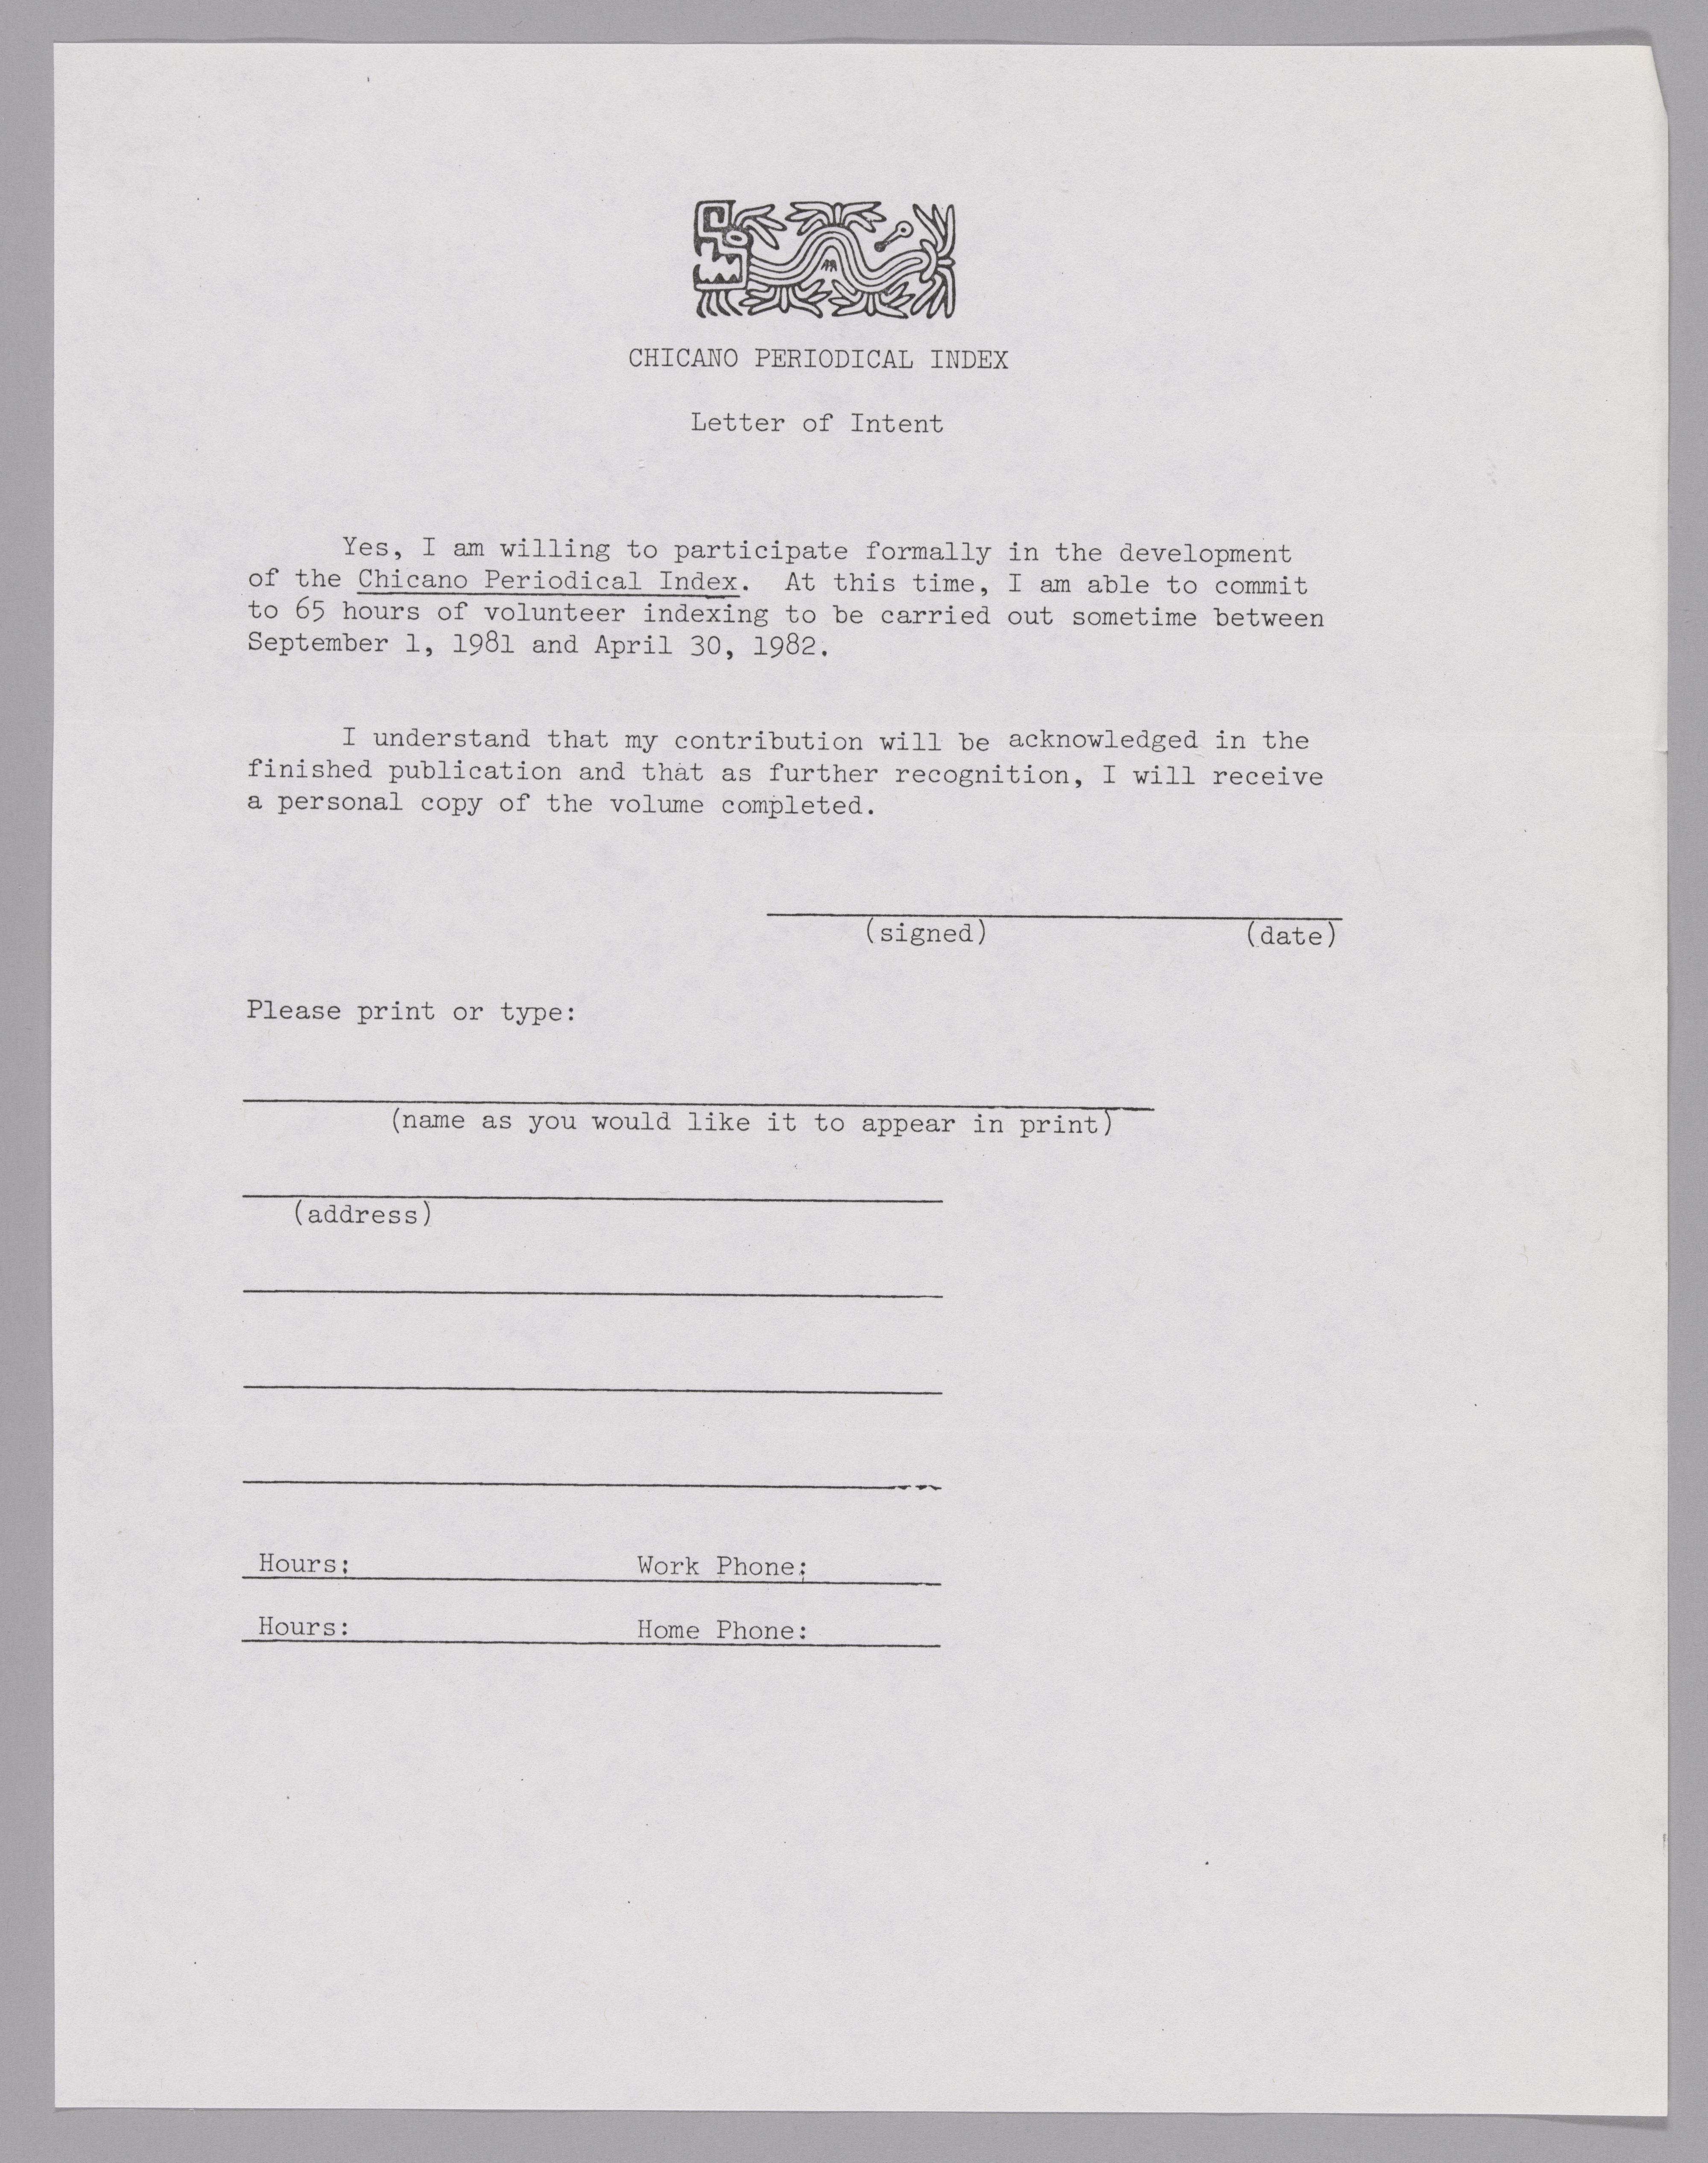 CHICANO PERIODICAL INDEX
Letter of Intent
Yes, I am willing to participate formally in the development
of the Chicano Periodical Index. At this time, I am able to commit
to 65 hours of volunteer indexing to be carried out sometime between
September 1, 1981 and April 30, 1982.
I understand that my contribution will be acknowledged in the
finished publication and that as further recognition, I will receive
a personal copy of the volume completed.
(signed) (date)
Please print or type:
(name as you would like it to appear in print)
(address)
Hours: Work Phone:
Hours: Home Phone: